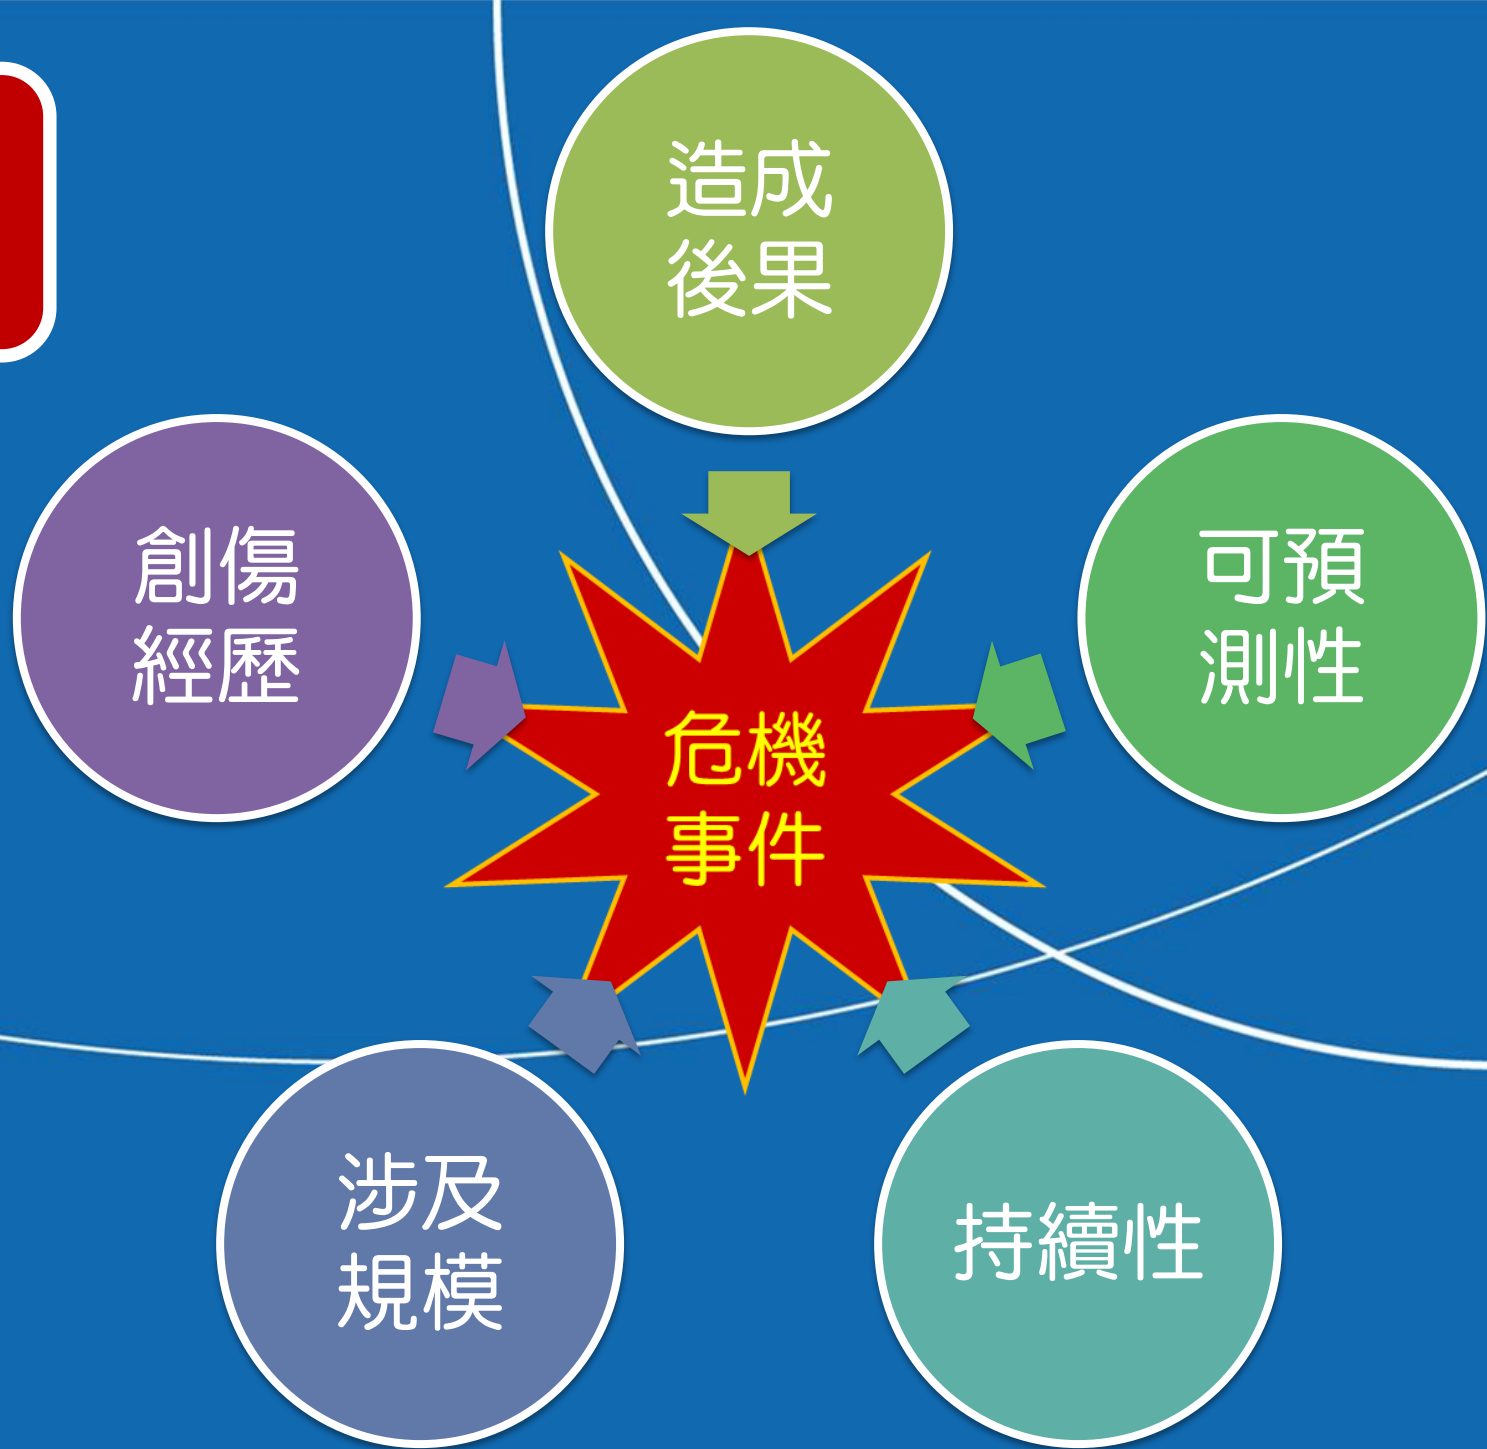 造成
後果
創傷
經歷
可預
測性
危機
事件
涉及
規模
持續性